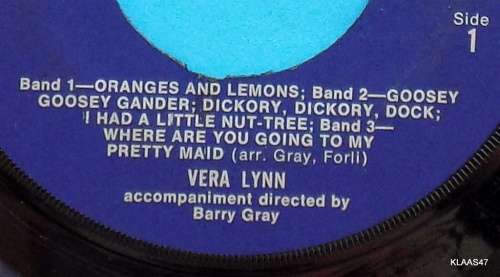 Side
1
Band 1—ORANGES AND LEMONS; Band 2—GOOSEY
GOOSEY GANDER; DICKORY, DICKORY, DOCK;
I HAD A LITTLE NUT-TREE; Band 3—
WHERE ARE YOU GOING TO MY
PRETTY MAID (arr. Gray, Forli)
VERA LYNN
accompaniment directed by
Barry Gray
KLAAS47